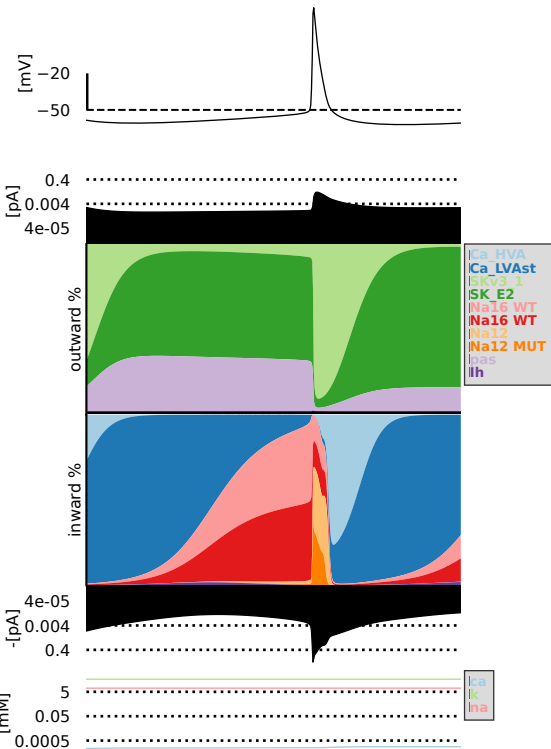 [mV]
−20
−50
[pA]
0.4
0.004
4e-05
outward %
Ca_HVA
Ca_LVAst
SKv3_1
SK_E2
Na16 WT
Na16 WT
Na12
Na12 MUT
pas
Ih
inward %
-[pA]
4e-05
0.004
0.4
[mM]
5
0.05
0.0005
ca
k
na